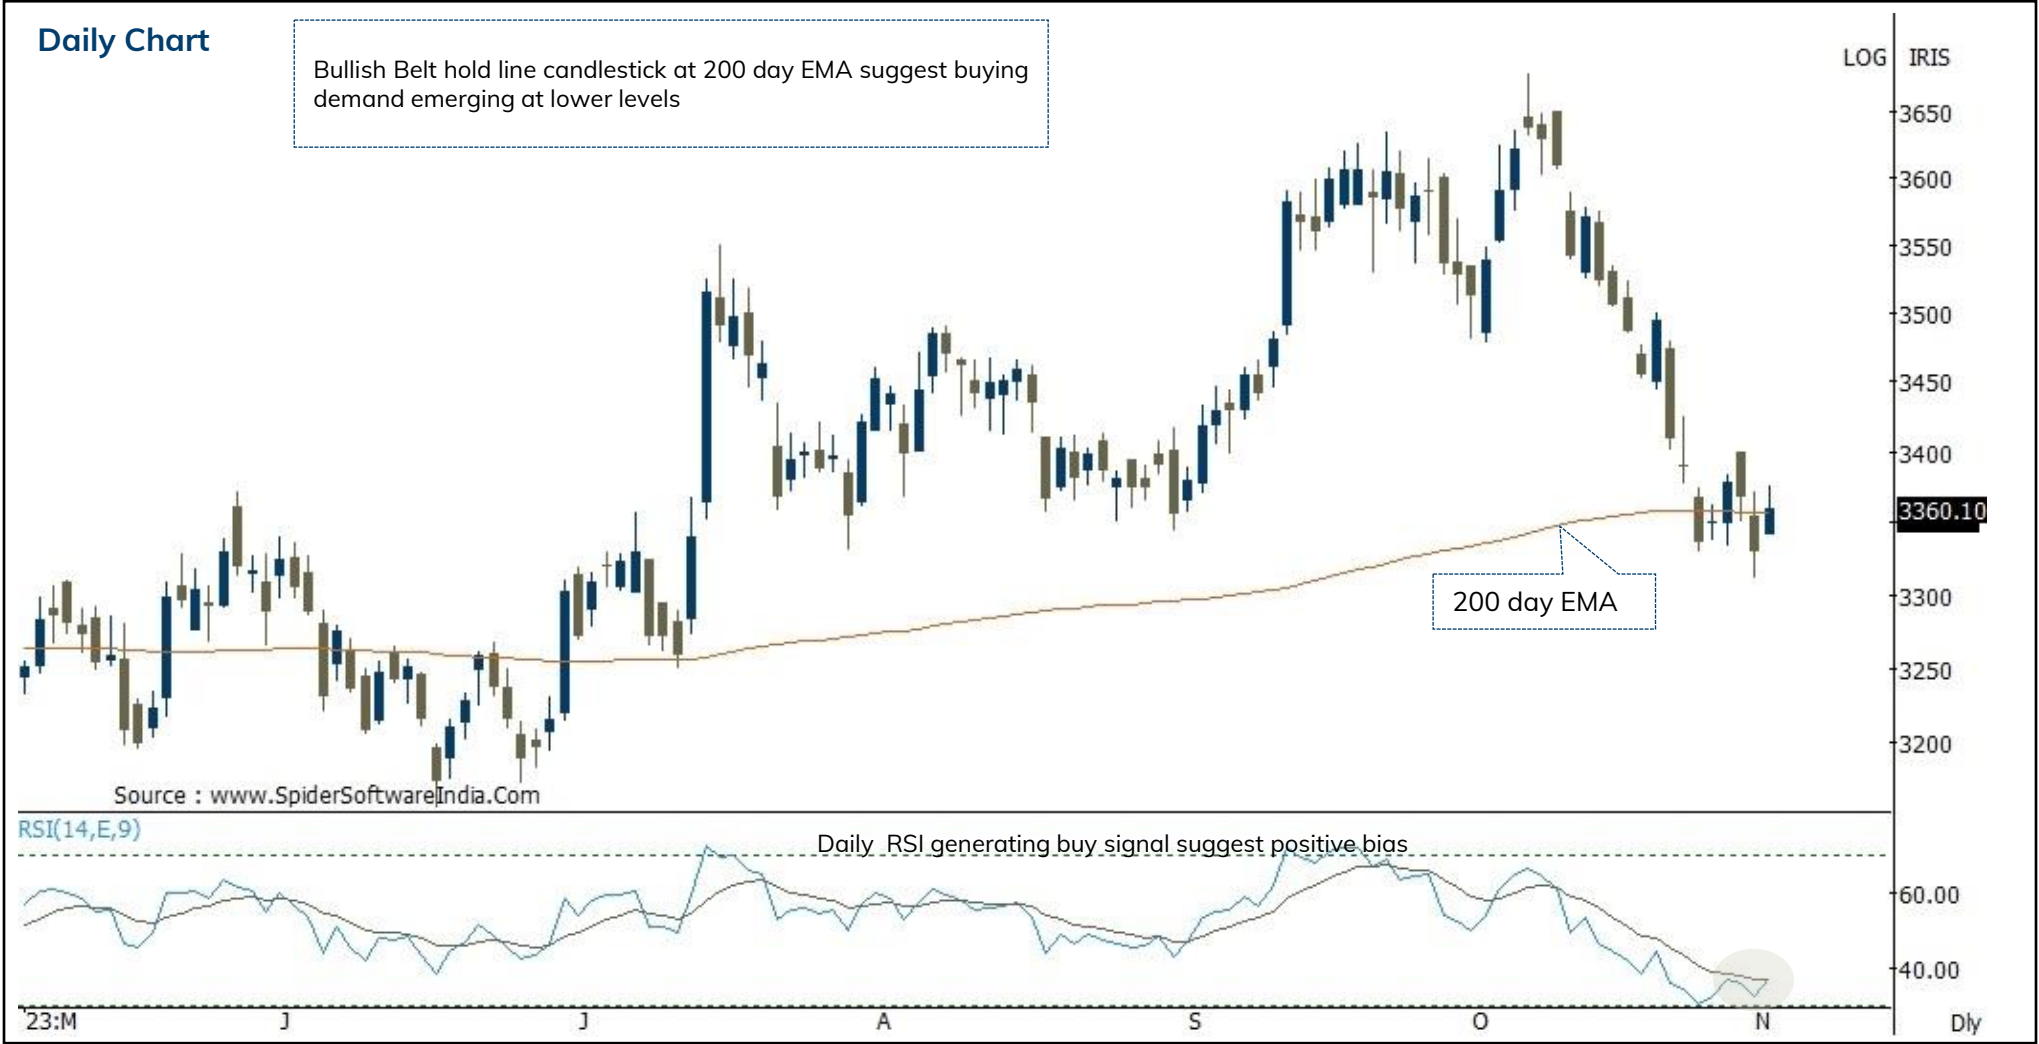 Daily Chart
Bullish Belt hold line candlestick at 200 day EMA suggest buying
demand emerging at lower levels
LOG IRIS
3650
3600
3550
3500
3450
3400
3360.10
3300
3250
3200
200 day EMA
Source : www.SpiderSoftwareIndia.Com
RSI(14,E,9)
Daily  RSI generating buy signal suggest positive bias
60.00
40.00
23:M J J A S O N Dly